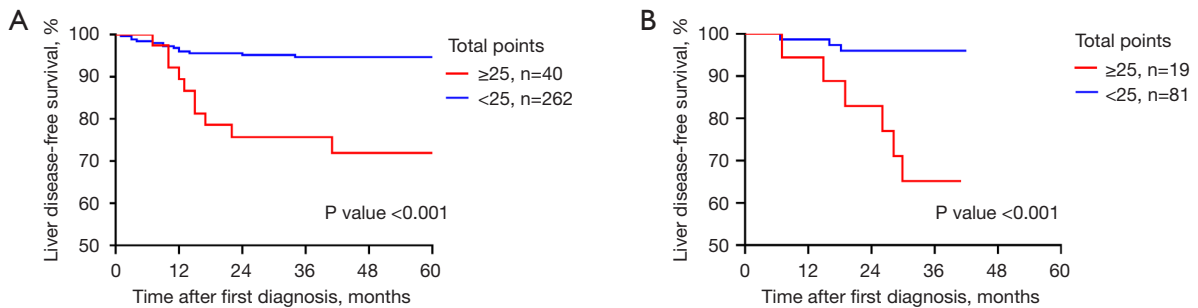 A
Liver disease-free survival, %
100
90
80
70
60
50
0 12 24 36 48 60
Time after first diagnosis, months
Total points
≥25, n=40
<25, n=262
P value <0.001
B
Liver disease-free survival, %
100
90
80
70
60
50
0 12 24 36 48 60
Time after first diagnosis, months
Total points
≥25, n=19
<25, n=81
P value <0.001